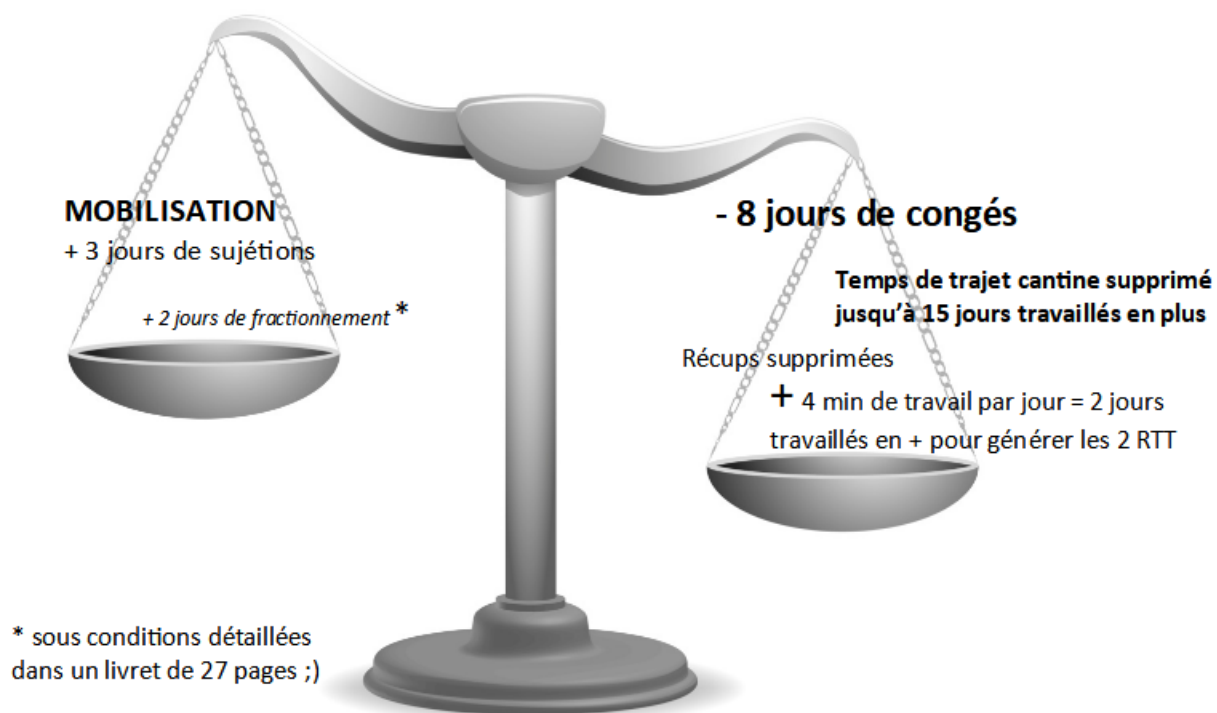 MOBILISATION
+ 3 jours de sujétions
+ 2 jours de fractionnement *
- 8 jours de congés
Temps de trajet cantine supprimé
jusqu'à 15 jours travaillés en plus
Récups supprimées
+ 4 min de travail par jour = 2 jours
travaillés en + pour générer les 2 RTT
* sous conditions détaillées
dans un livret de 27 pages ;)